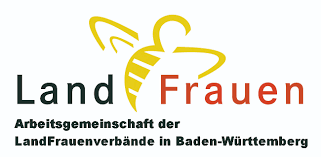 Land Frauen
Arbeitsgemeinschaft der
LandFrauenverbände in Baden-Württemberg